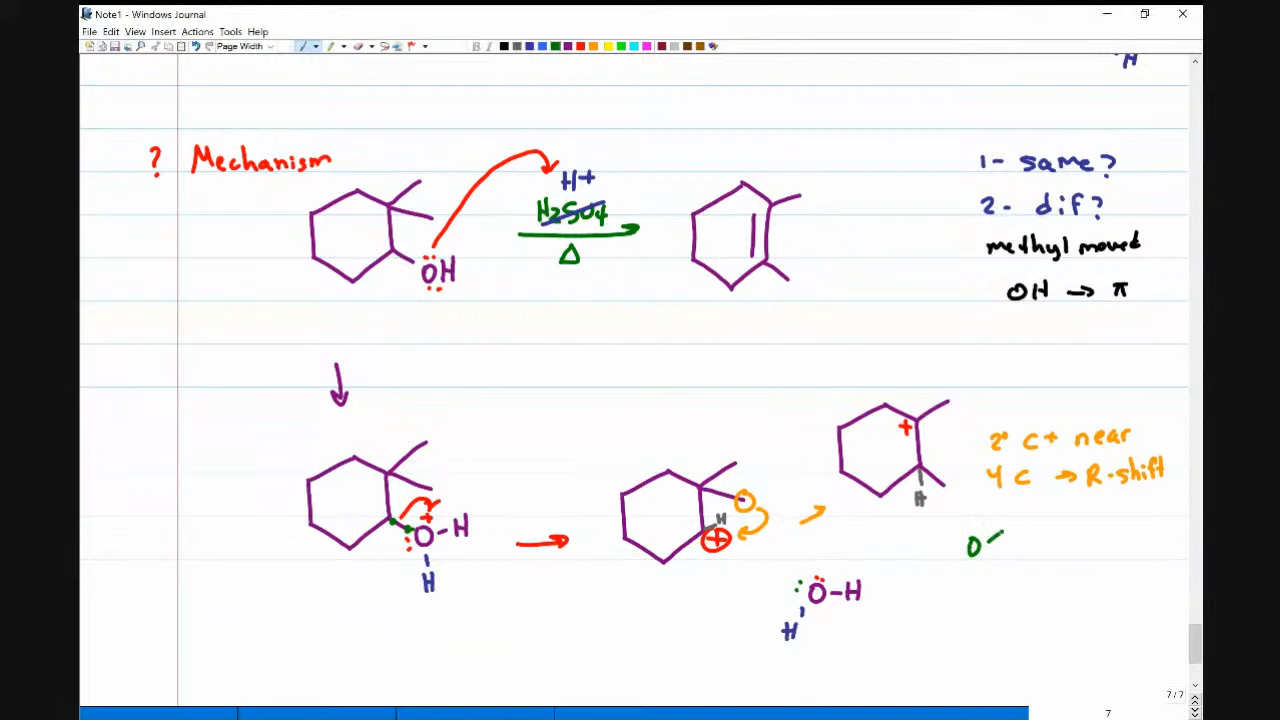 Note1 - Windows Journal
File Edit View Insert Actions Tools Help
Page Width
B I
H
? Mechanism
H+
H2SO4
Δ
OH
1- same?
2- dif?
methyl moved
OH → π
+
O-H
H
H
+
+
H
2° C+ near
4 C → R-shift
O
O-H
H
7/7
7